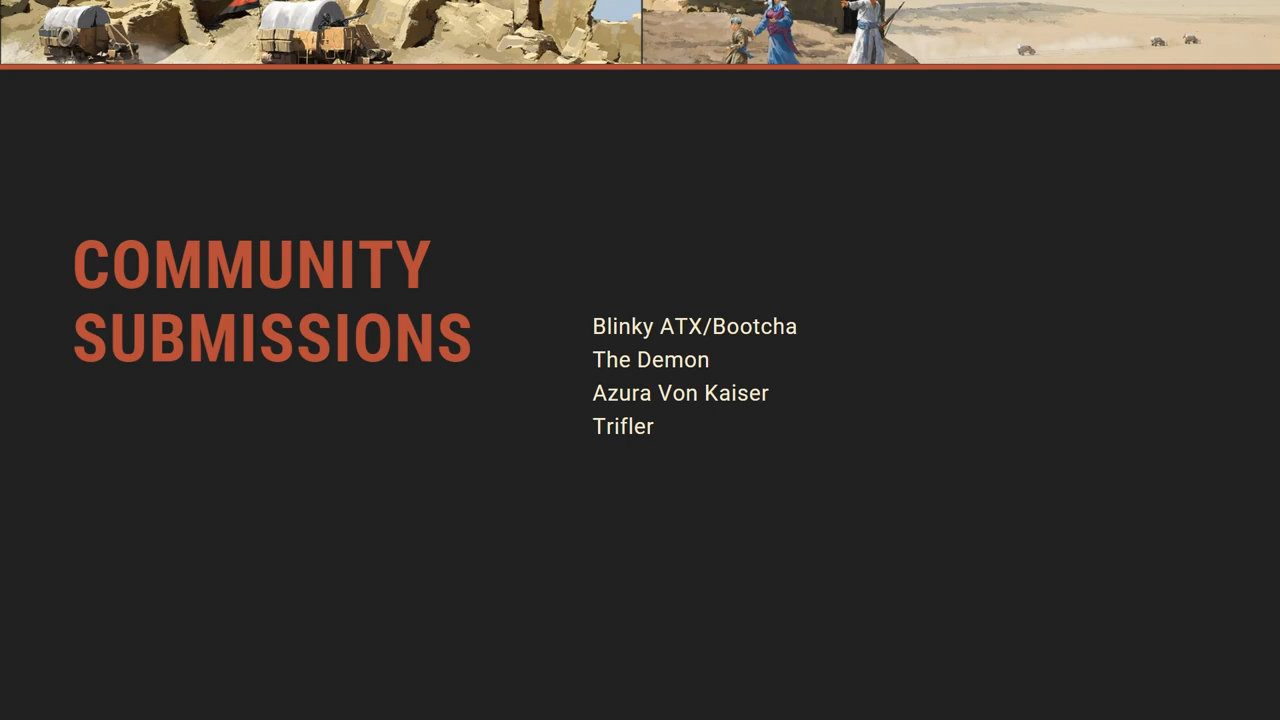 COMMUNITY
SUBMISSIONS
Blinky ATX/Bootcha
The Demon
Azura Von Kaiser
Trifler